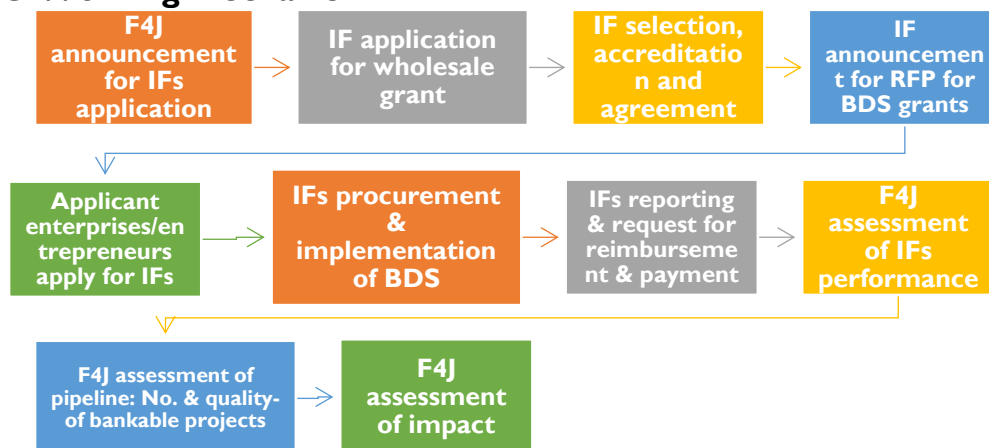 F4J
announcement
for IFs
application
IF application
for wholesale
grant
IF selection,
accreditatio
n and
agreement
IF
announcemen
t for RFP for
BDS grants
Applicant
enterprises/en
trepreneurs
apply for IFs
IFs procurement
&
implementation
of BDS
IFs reporting
& request for
reimburseme
nt & payment
F4J
assessment
of IFs
performance
F4J assessment of
pipeline: No. & quality-
of bankable projects
F4J
assessment
of impact